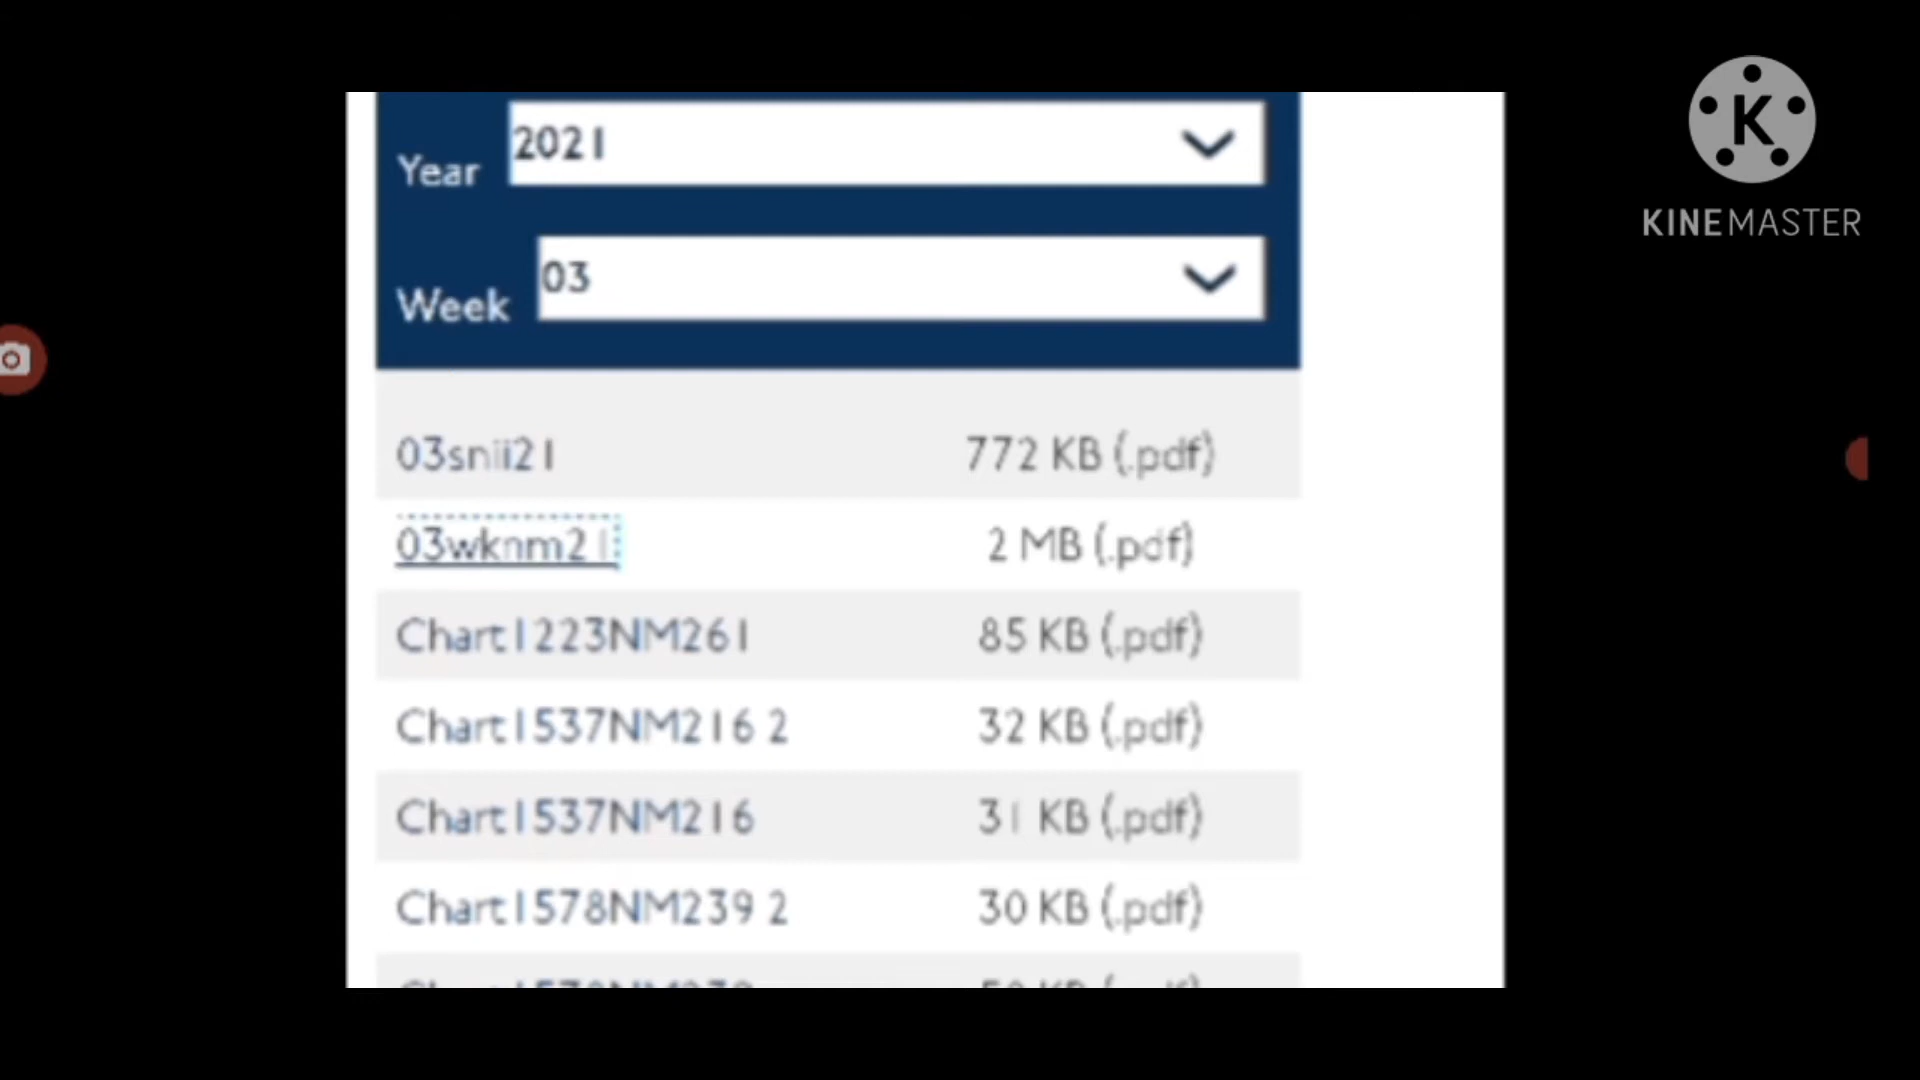 2021
Year
03
Week
03snii21 772 KB (.pdf)
03wknm21 2 MB (.pdf)
Chart1223NM261 85 KB (.pdf)
Chart1537NM216 2 32 KB (.pdf)
Chart1537NM216 31 KB (.pdf)
Chart1578NM239 2 30 KB (.pdf)
K
KINEMASTER